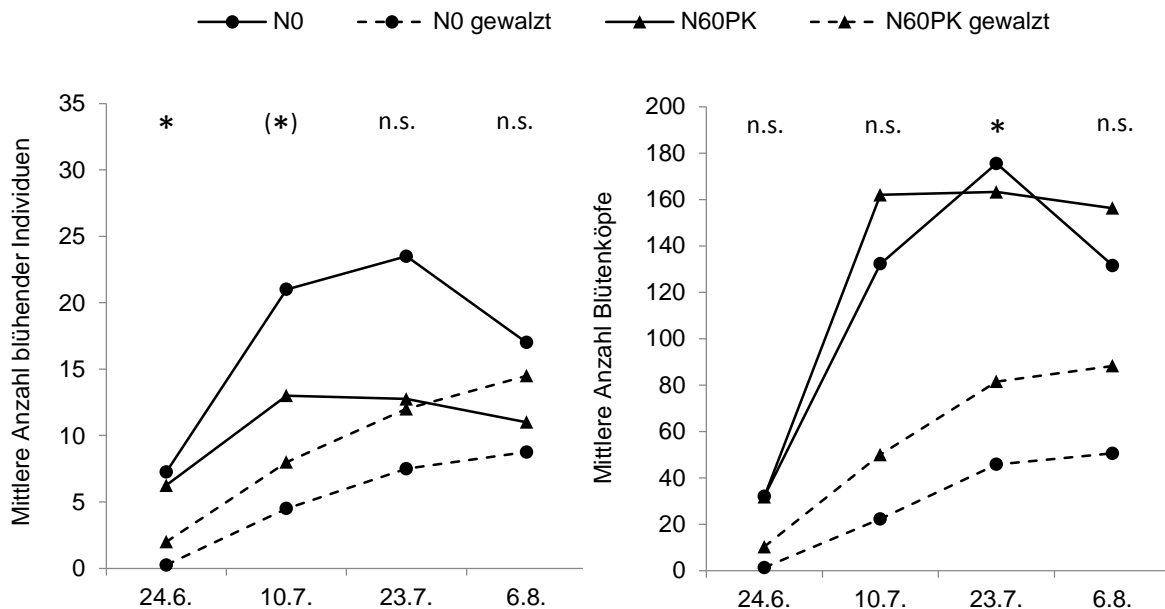 N0 N0 gewalzt N60PK N60PK gewalzt
Mittlere Anzahl blühender Individuen
35
30
25
20
15
10
5
0
* (*) n.s. n.s.
24.6. 10.7. 23.7. 6.8.
Mittlere Anzahl Blütenköpfe
200
180
160
140
120
100
80
60
40
20
0
n.s. n.s. * n.s.
24.6. 10.7. 23.7. 6.8.